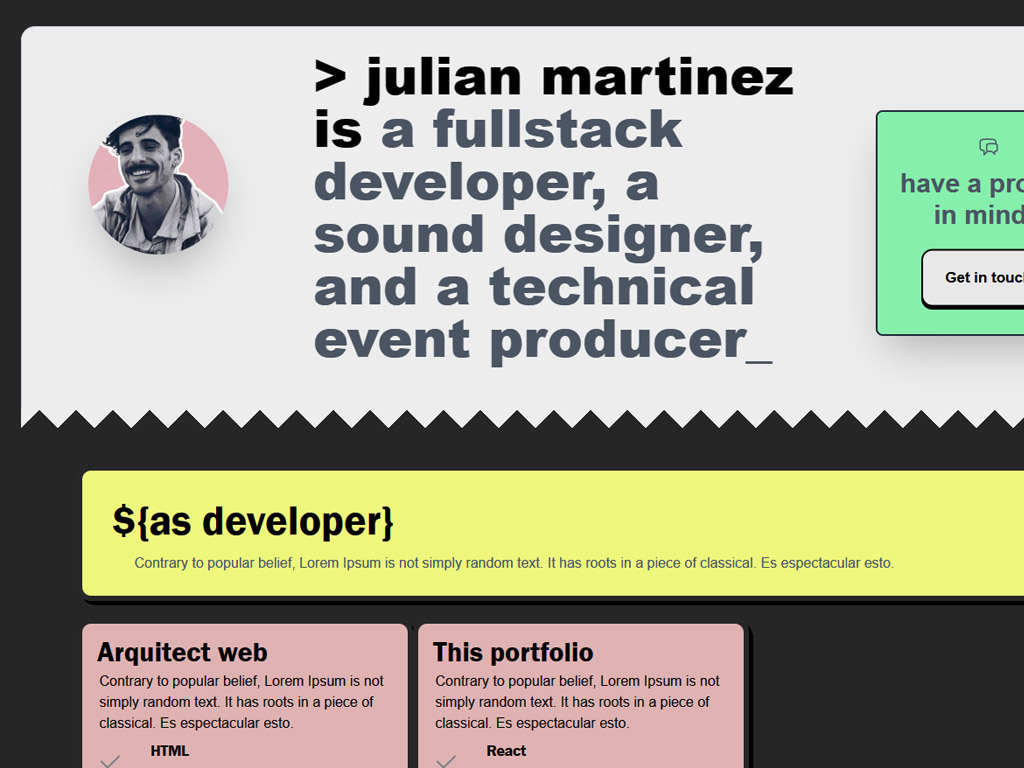 > julian martinez
is a fullstack
developer, a
sound designer,
and a technical
event producer_
have a pro
in mind
Get in touch
${as developer}
Contrary to popular belief, Lorem Ipsum is not simply random text. It has roots in a piece of classical. Es espectacular esto.
Arquitect web
Contrary to popular belief, Lorem Ipsum is not
simply random text. It has roots in a piece of
classical. Es espectacular esto.
HTML
This portfolio
Contrary to popular belief, Lorem Ipsum is not
simply random text. It has roots in a piece of
classical. Es espectacular esto.
React